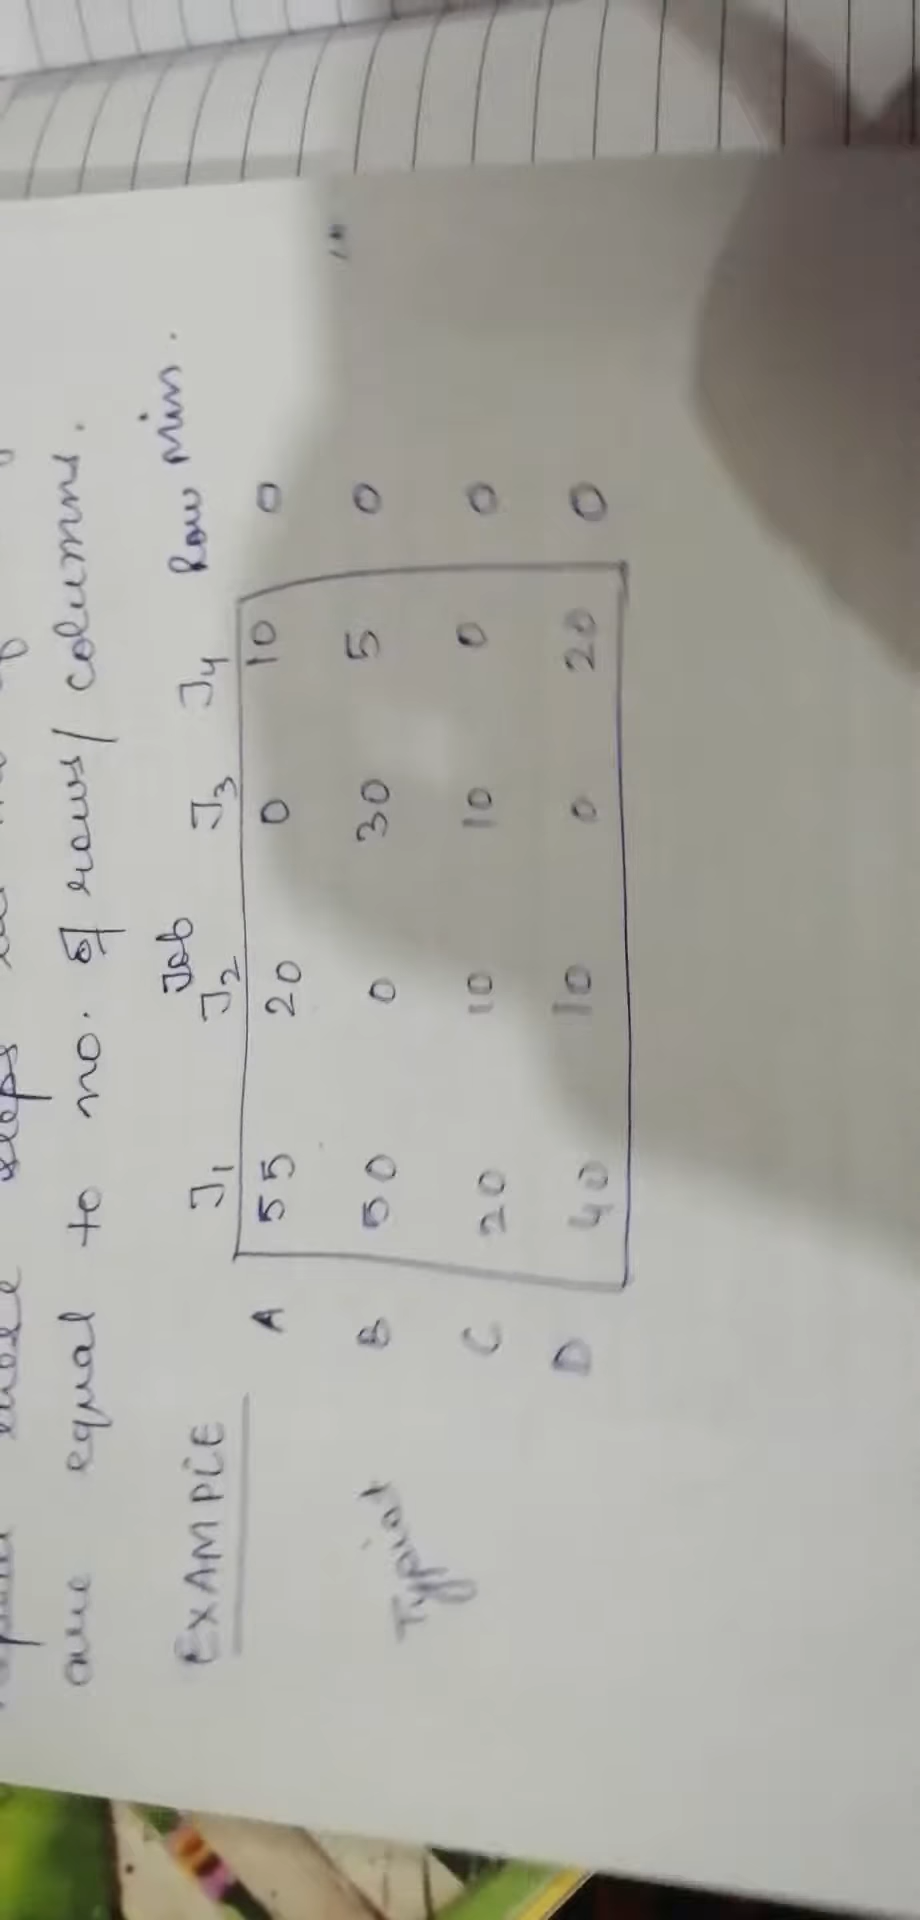 are equal to no. of rows/columns.
EXAMPLE Job Row Min.
J1 J2 J3 J4
A 55 20 0 10 0
Typist B 50 0 30 5 0
C 20 10 10 0 0
D 40 10 0 20 0